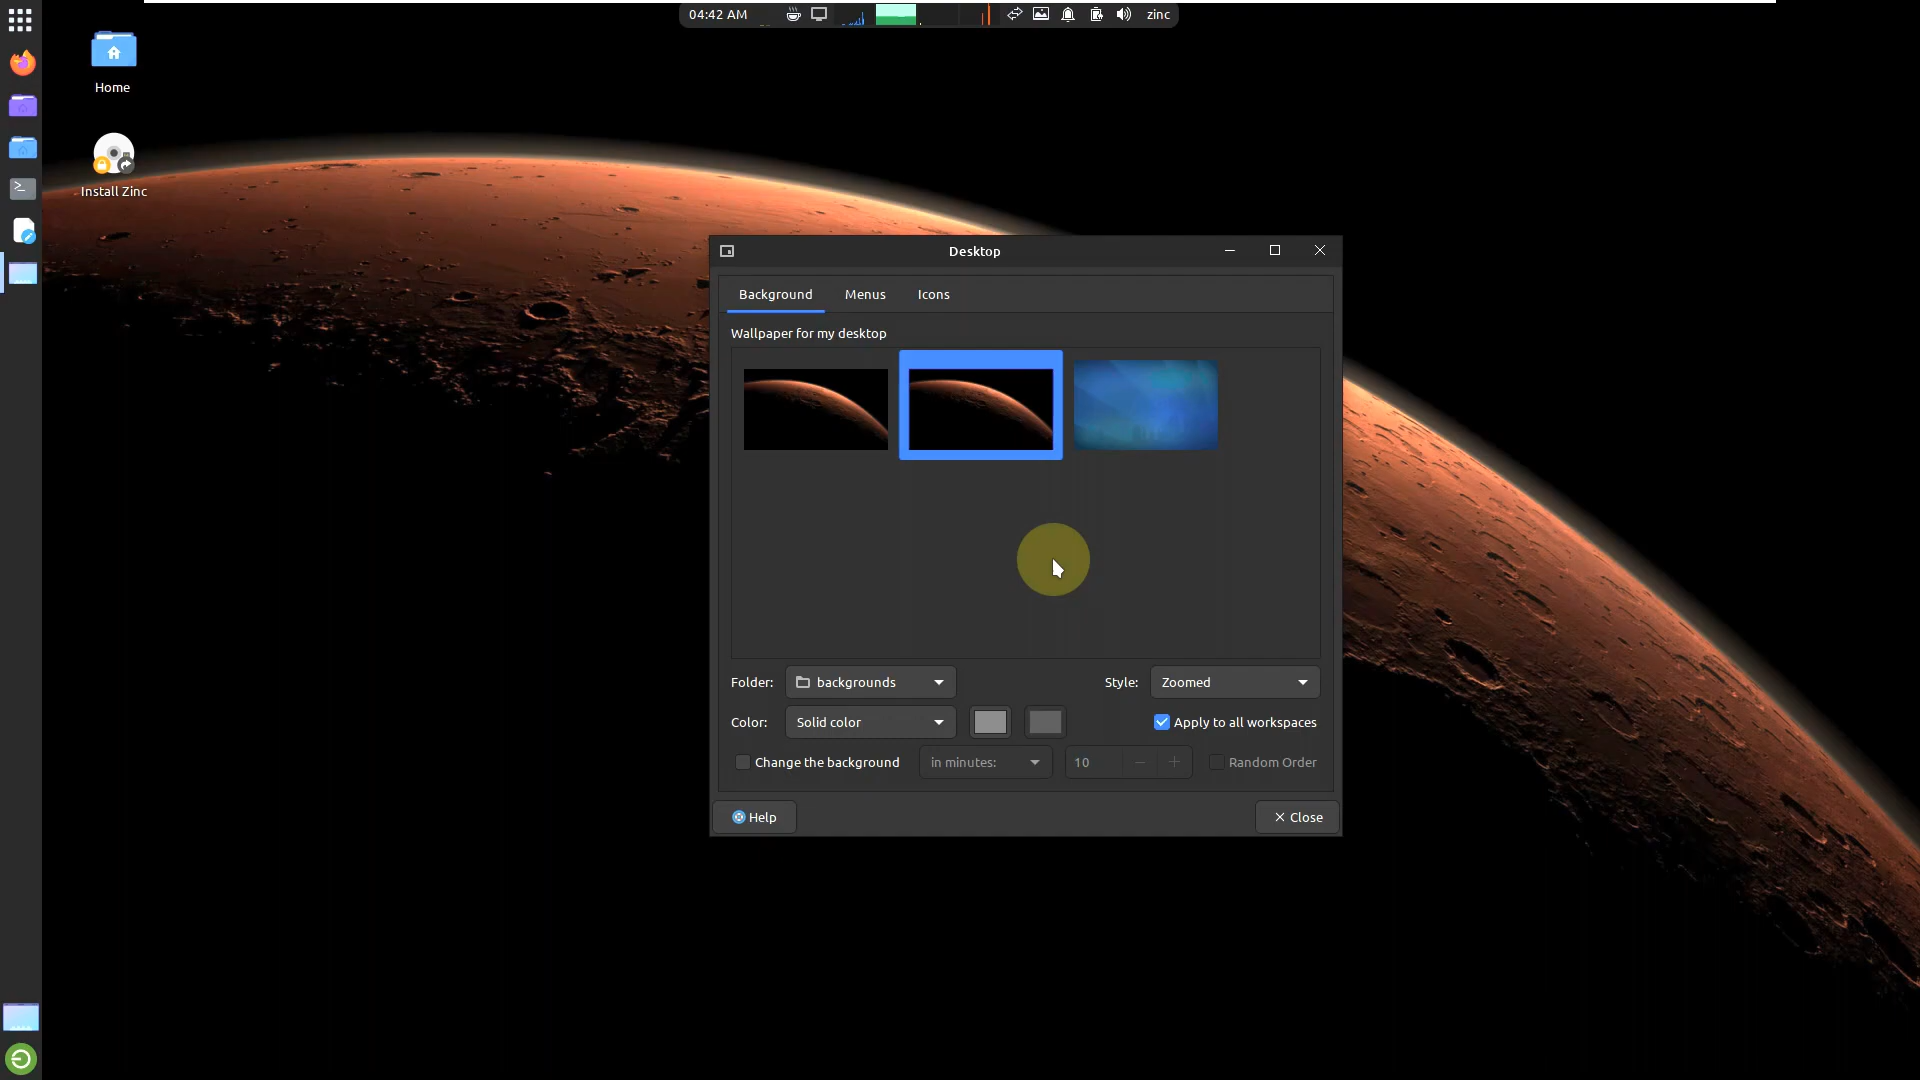 04:42 AM
zinc
Home
Install Zinc
Desktop
Background Menus Icons
Wallpaper for my desktop
Folder: backgrounds Style: Zoomed
Color: Solid color Apply to all workspaces
Change the background in minutes: 10 Random Order
Help Close